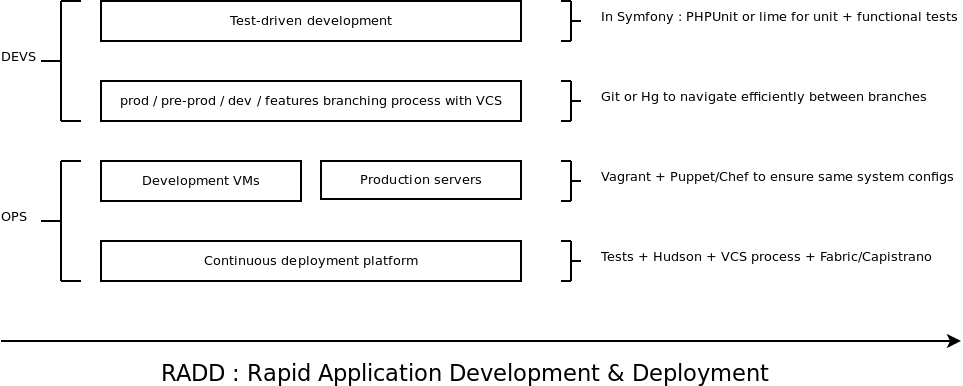 Test-driven development
In Symfony : PHPUnit or lime for unit + functional tests
DEVS
prod / pre-prod / dev / features branching process with VCS
Git or Hg to navigate efficiently between branches
Development VMs
Production servers
Vagrant + Puppet/Chef to ensure same system configs
OPS
Continuous deployment platform
Tests + Hudson + VCS process + Fabric/Capistrano
RADD : Rapid Application Development & Deployment